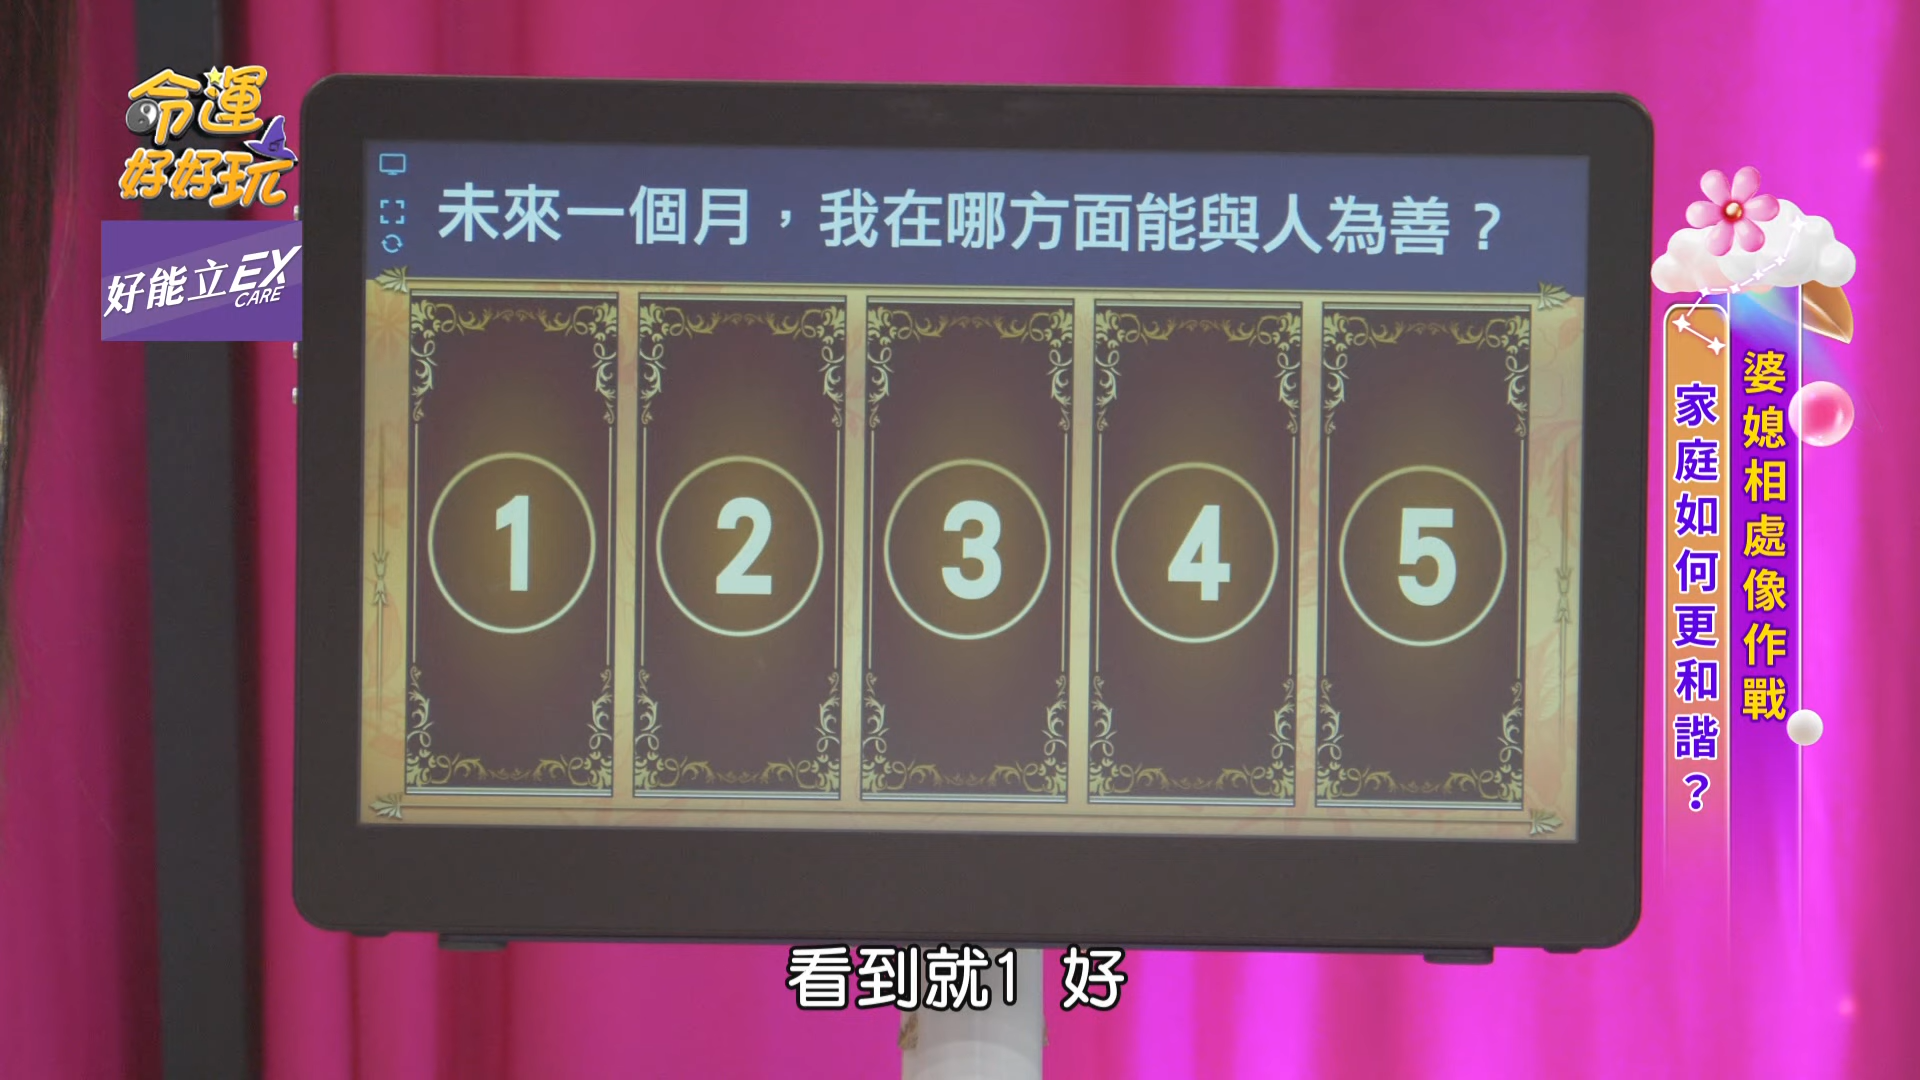 命運
好好玩
好能立EX
CARE
未來一個月，我在哪方面能與人為善？
1
2
3
4
5
婆媳相處像作戰
家庭如何更和諧？
看到就1 好